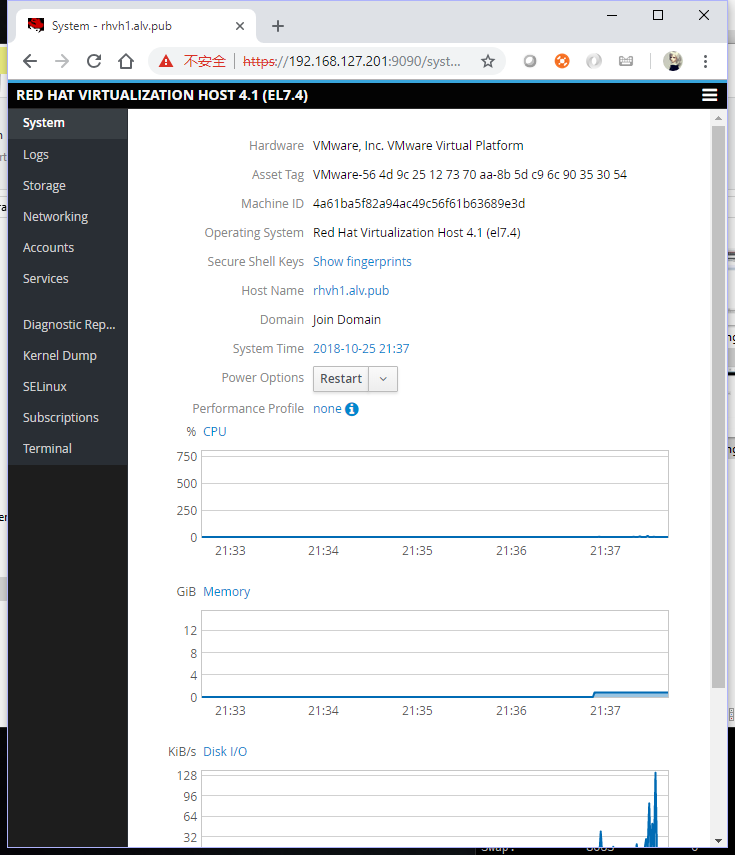 System - rhvh1.alv.pub
不安全 https://192.168.127.201:9090/syst...
RED HAT VIRTUALIZATION HOST 4.1 (EL7.4)
System
Logs
Storage
Networking
Accounts
Services
Diagnostic Rep...
Kernel Dump
SELinux
Subscriptions
Terminal
Hardware VMware, Inc. VMware Virtual Platform
Asset Tag VMware-56 4d 9c 25 12 73 70 aa-8b 5d c9 6c 90 35 30 54
Machine ID 4a61ba5f82a94ac49c56f61b63689e3d
Operating System Red Hat Virtualization Host 4.1 (el7.4)
Secure Shell Keys Show fingerprints
Host Name rhvh1.alv.pub
Domain Join Domain
System Time 2018-10-25 21:37
Power Options Restart
Performance Profile none
% CPU
750
500
250
0
21:33 21:34 21:35 21:36 21:37
GiB Memory
12
8
4
0
21:33 21:34 21:35 21:36 21:37
KiB/s Disk I/O
128
96
64
32